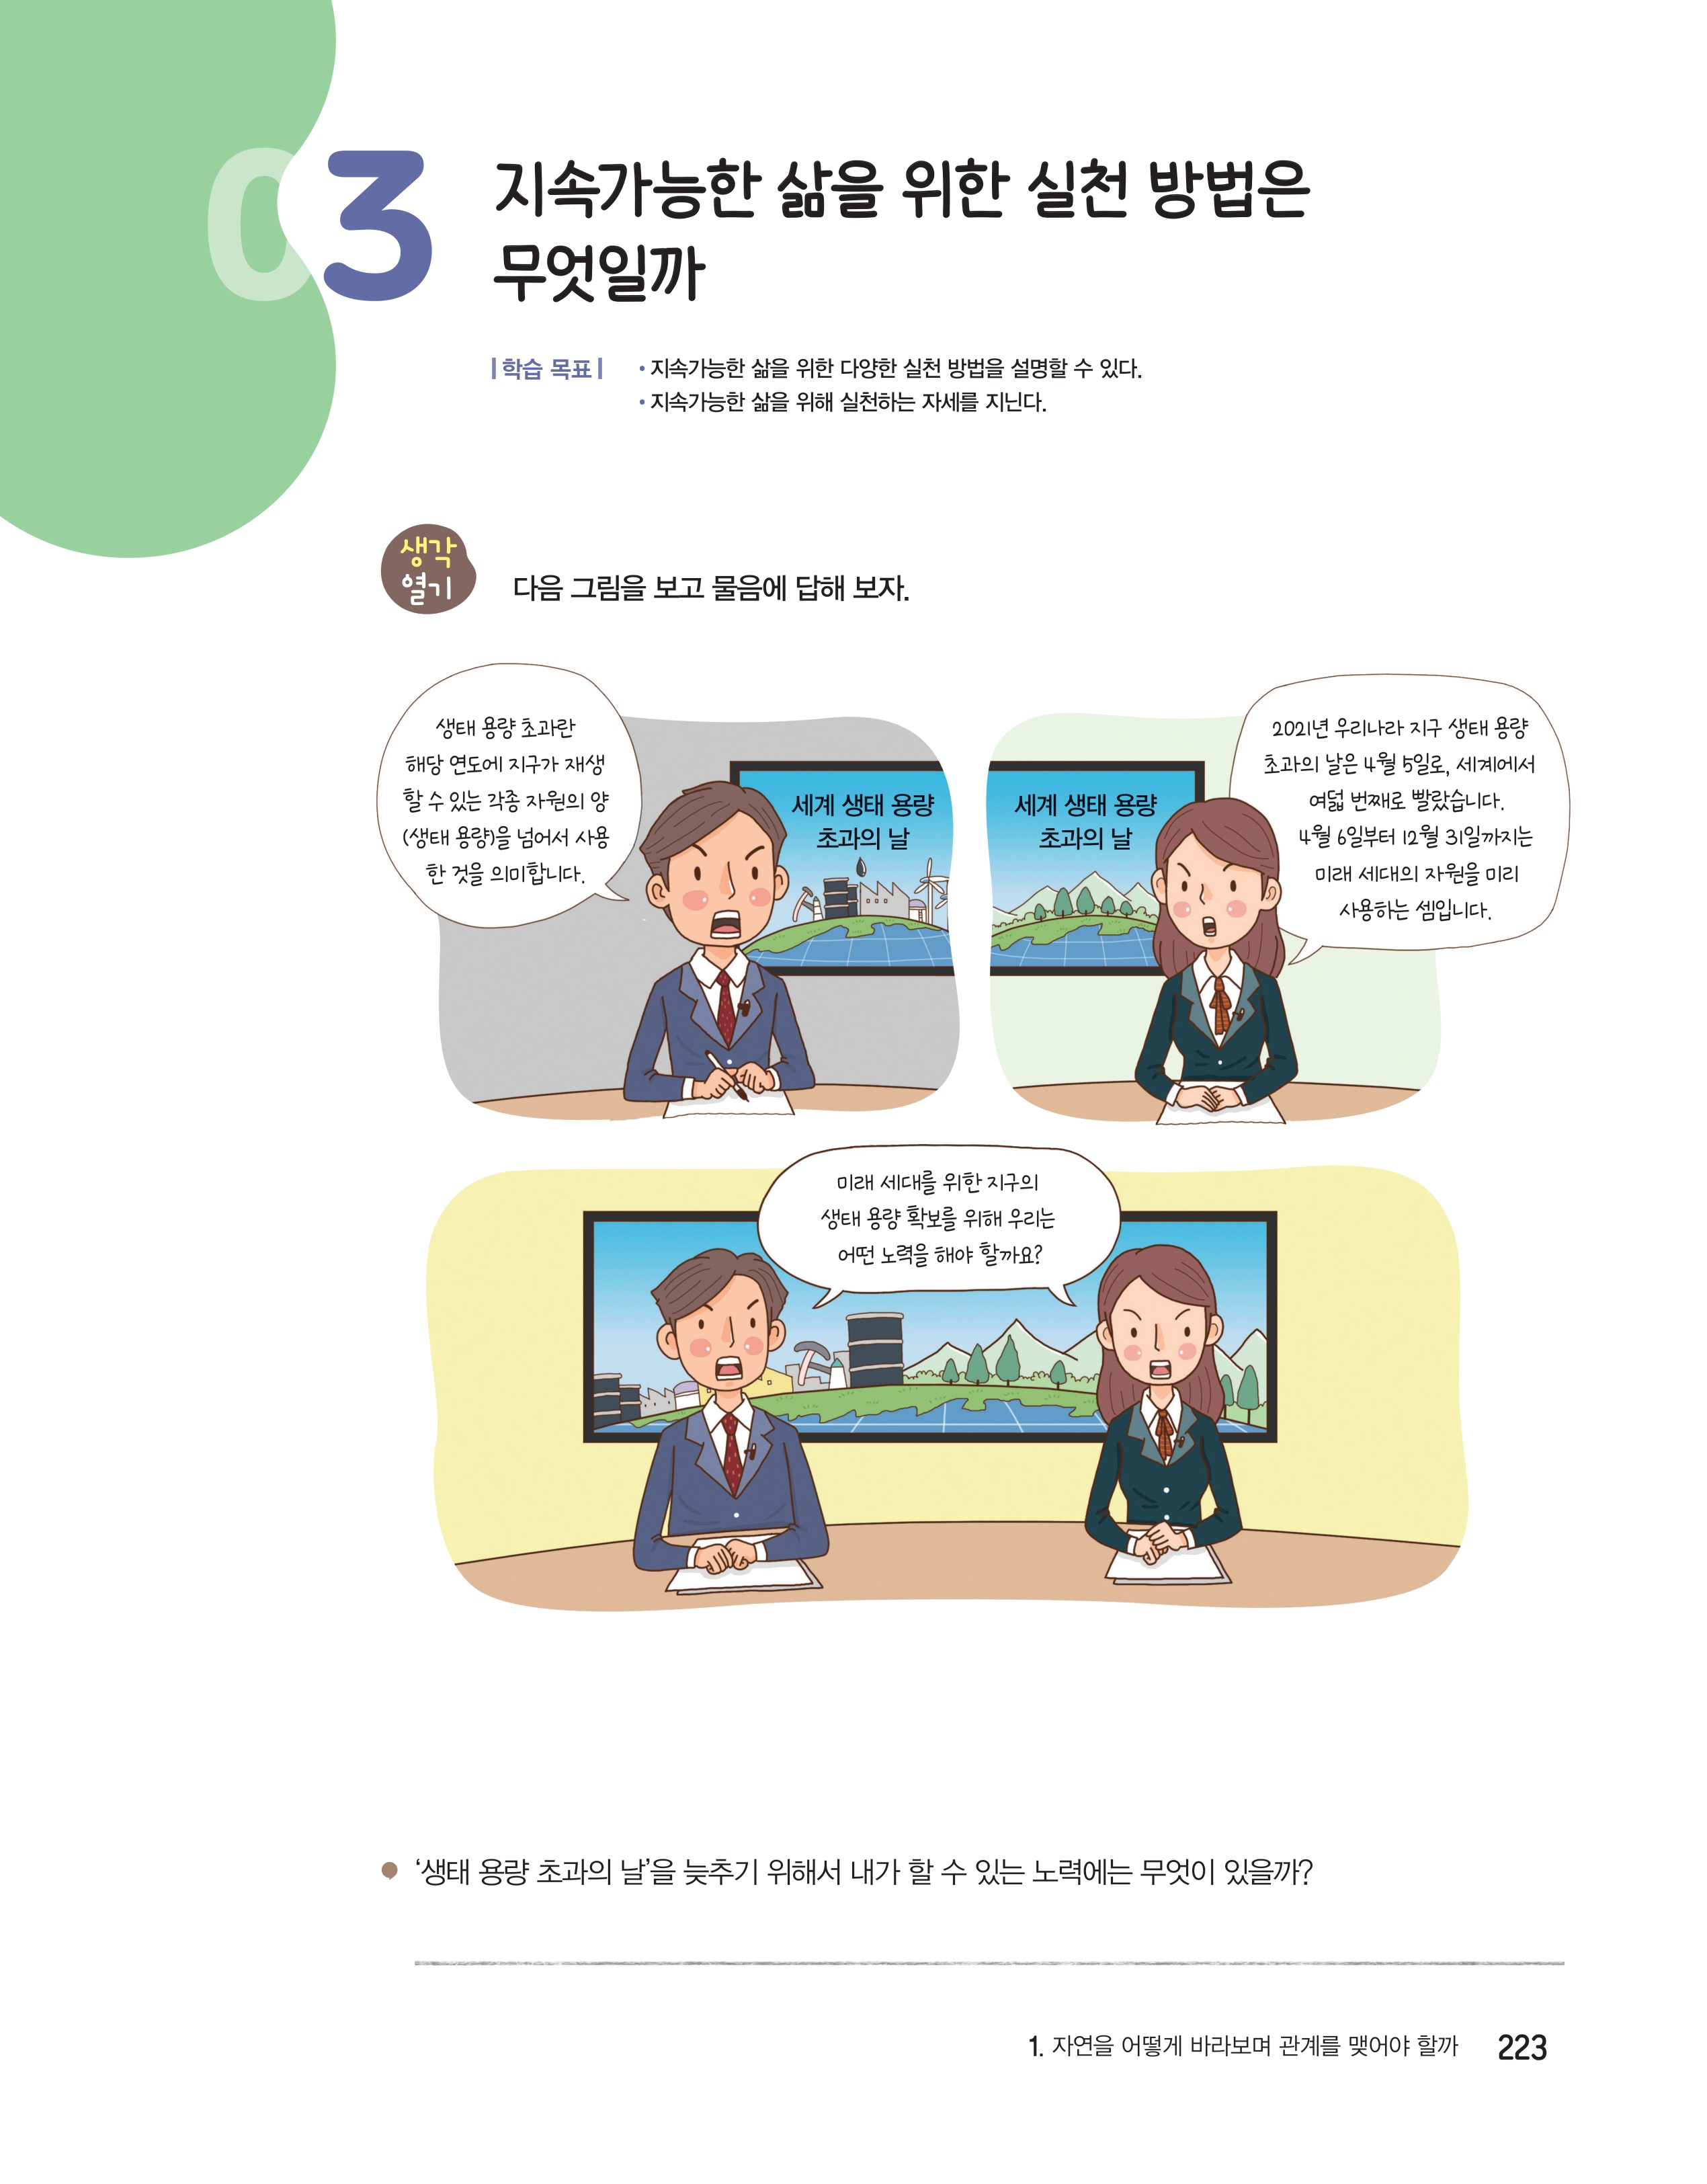 03
지속가능한 삶을 위한 실천 방법은
무엇일까
학습 목표
• 지속가능한 삶을 위한 다양한 실천 방법을 설명할 수 있다.
• 지속가능한 삶을 위해 실천하는 자세를 지닌다.
생각
열기
다음 그림을 보고 물음에 답해 보자.
생태 용량 초과란
해당 연도에 지구가 재생
할 수 있는 각종 자원의 양
(생태 용량)을 넘어서 사용
한 것을 의미합니다.
세계 생태 용량
초과의 날
세계 생태 용량
초과의 날
2021년 우리나라 지구 생태 용량
초과의 날은 4월 5일로, 세계에서
여덟 번째로 빨랐습니다.
4월 6일부터 12월 31일까지는
미래 세대의 자원을 미리
사용하는 셈입니다.
미래 세대를 위한 지구의
생태 용량 확보를 위해 우리는
어떤 노력을 해야 할까요?
‘생태 용량 초과의 날’을 늦추기 위해서 내가 할 수 있는 노력에는 무엇이 있을까?
1. 자연을 어떻게 바라보며 관계를 맺어야 할까 223